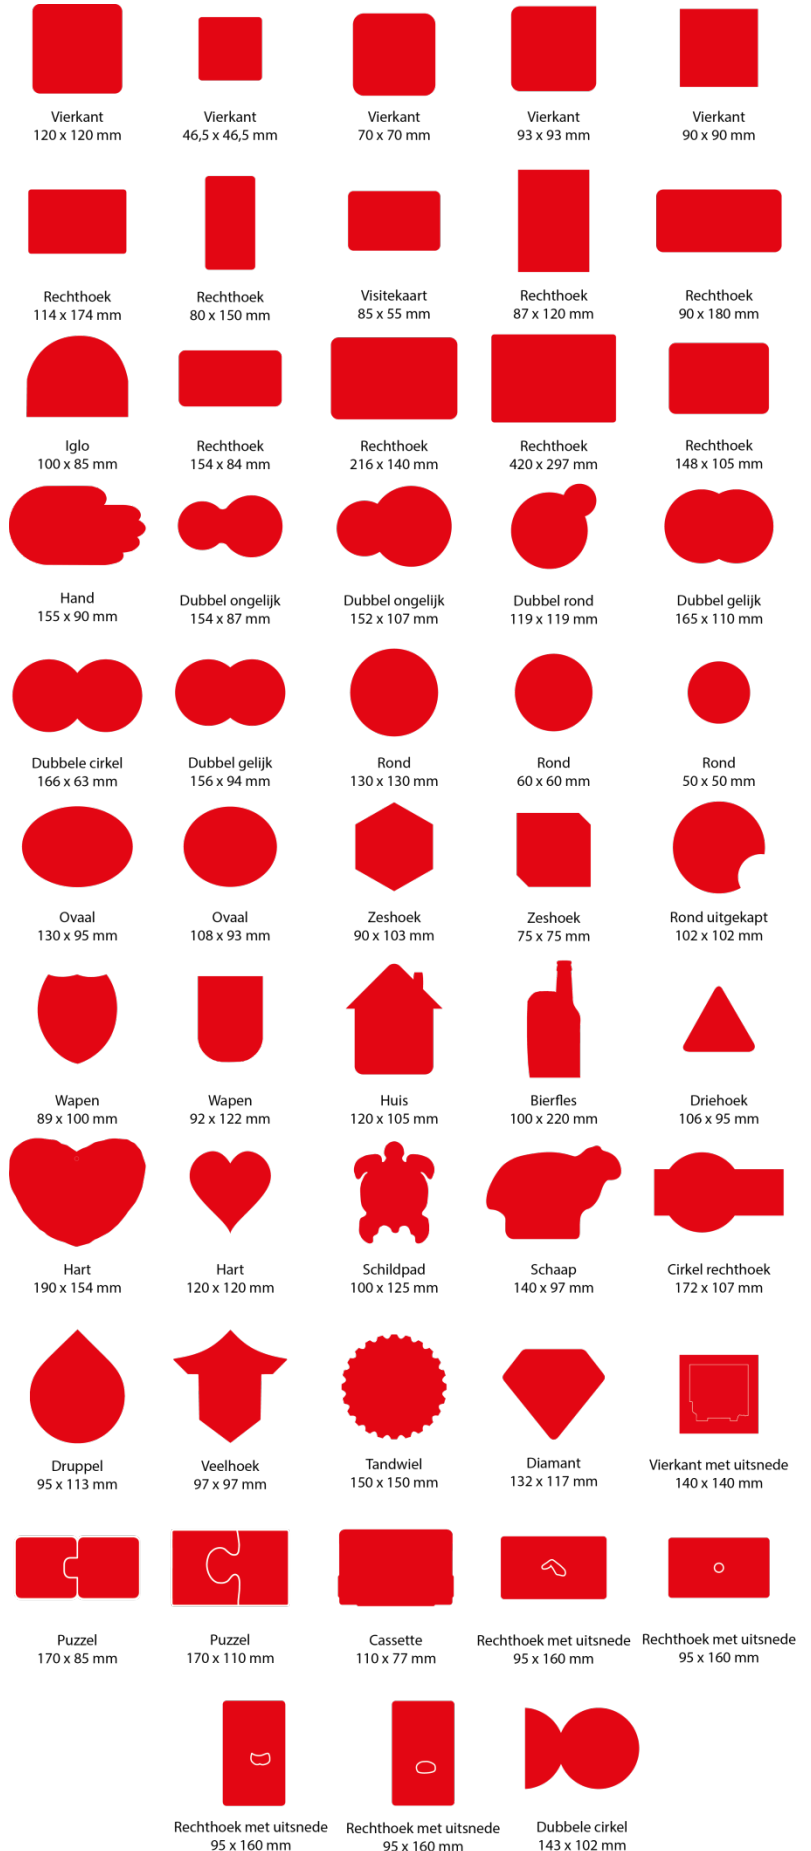 Vierkant
120 x 120 mm
Vierkant
46,5 x 46,5 mm
Vierkant
70 x 70 mm
Vierkant
93 x 93 mm
Vierkant
90 x 90 mm
Rechthoek
114 x 174 mm
Rechthoek
80 x 150 mm
Visitekaart
85 x 55 mm
Rechthoek
87 x 120 mm
Rechthoek
90 x 180 mm
Iglo
100 x 85 mm
Rechthoek
154 x 84 mm
Rechthoek
216 x 140 mm
Rechthoek
420 x 297 mm
Rechthoek
148 x 105 mm
Hand
155 x 90 mm
Dubbel ongelijk
154 x 87 mm
Dubbel ongelijk
152 x 107 mm
Dubbel rond
119 x 119 mm
Dubbel gelijk
165 x 110 mm
Dubbele cirkel
166 x 63 mm
Dubbel gelijk
156 x 94 mm
Rond
130 x 130 mm
Rond
60 x 60 mm
Rond
50 x 50 mm
Ovaal
130 x 95 mm
Ovaal
108 x 93 mm
Zeshoek
90 x 103 mm
Zeshoek
75 x 75 mm
Rond uitgekapt
102 x 102 mm
Wapen
89 x 100 mm
Wapen
92 x 122 mm
Huis
120 x 105 mm
Bierfles
100 x 220 mm
Driehoek
106 x 95 mm
Hart
190 x 154 mm
Hart
120 x 120 mm
Schildpad
100 x 125 mm
Schaap
140 x 97 mm
Cirkel rechthoek
172 x 107 mm
Druppel
95 x 113 mm
Veelhoek
97 x 97 mm
Tandwiel
150 x 150 mm
Diamant
132 x 117 mm
Vierkant met uitsnede
140 x 140 mm
Puzzel
170 x 85 mm
Puzzel
170 x 110 mm
Cassette
110 x 77 mm
Rechthoek met uitsnede
95 x 160 mm
Rechthoek met uitsnede
95 x 160 mm
Rechthoek met uitsnede
95 x 160 mm
Rechthoek met uitsnede
95 x 160 mm
Dubbele cirkel
143 x 102 mm